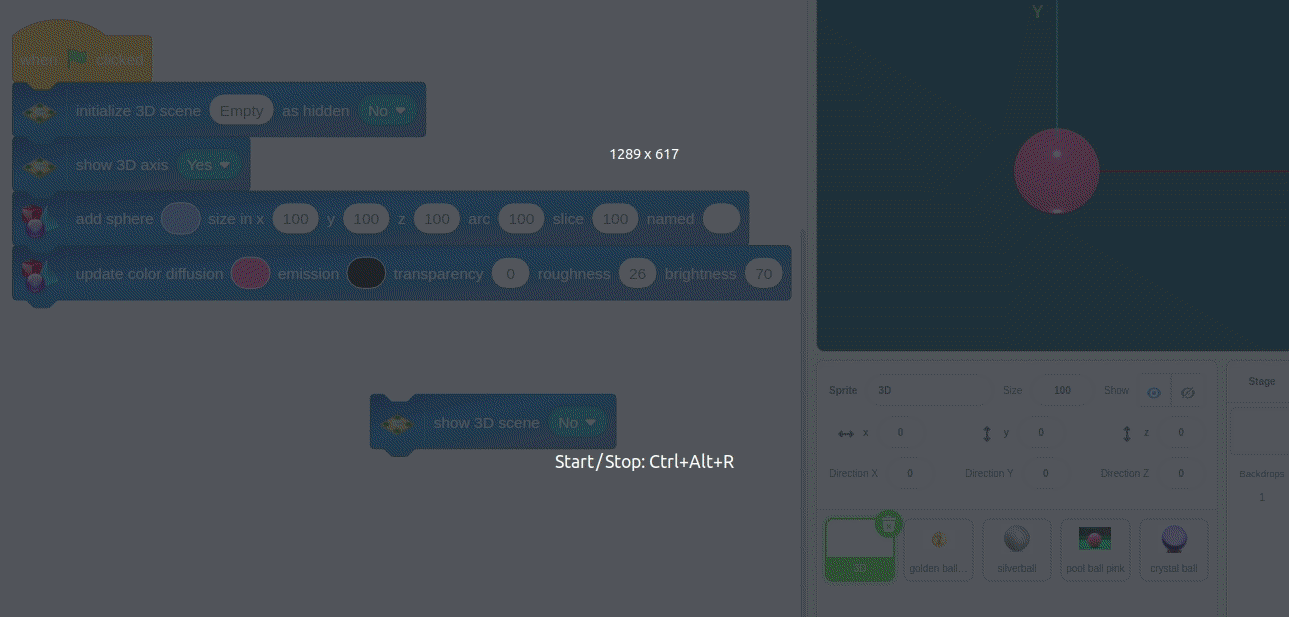 when clicked
initialize 3D scene Empty as hidden No
show 3D axis Yes
add sphere size in x 100 y 100 z 100 arc 100 slice 100 named
update color diffusion emission transparency 0 roughness 26 brightness 70
show 3D scene No
1289 x 617
Start/Stop: Ctrl+Alt+R
Y
Sprite 3D Size 100 Show
x 0 y 0 z 0
Direction X 0 Direction Y 0 Direction Z 0
3D
golden ball...
silverball
pool ball pink
crystal ball
Stage
Backdrops
1